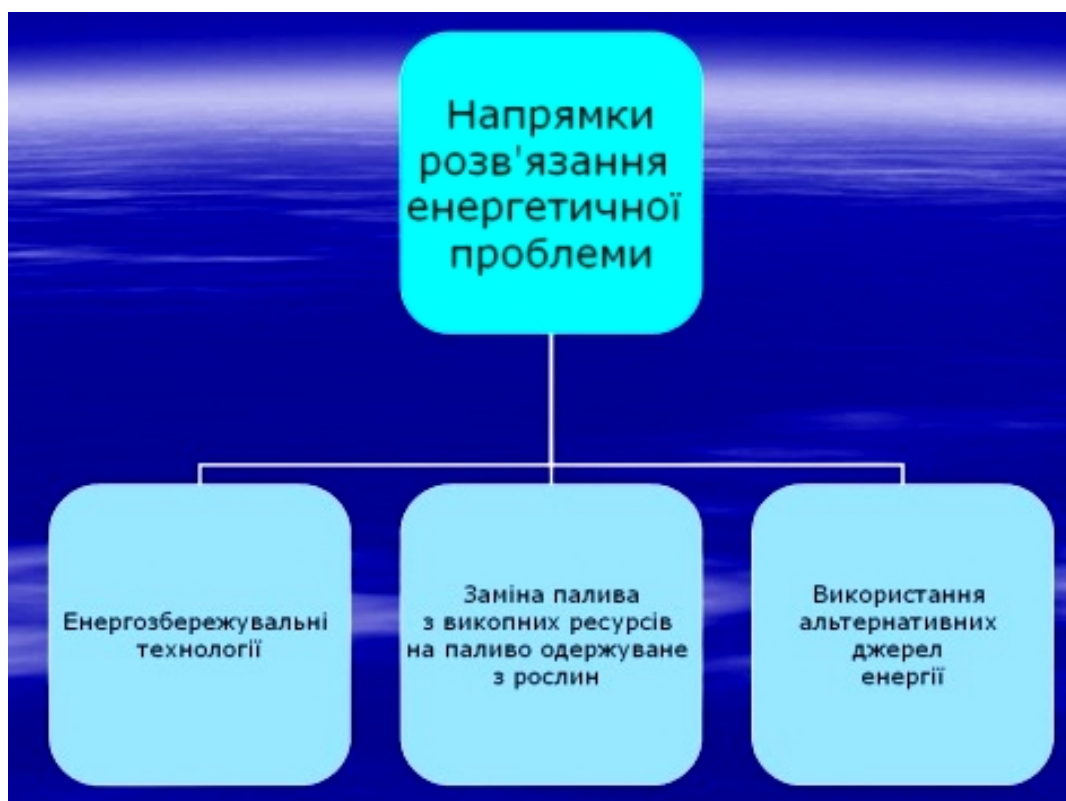 Напрямки
розв'язання
енергетичної
проблеми
Енергозбережувальні
технології
Заміна палива
з викопних ресурсів
на паливо одержуване
з рослин
Використання
альтернативних
джерел
енергії